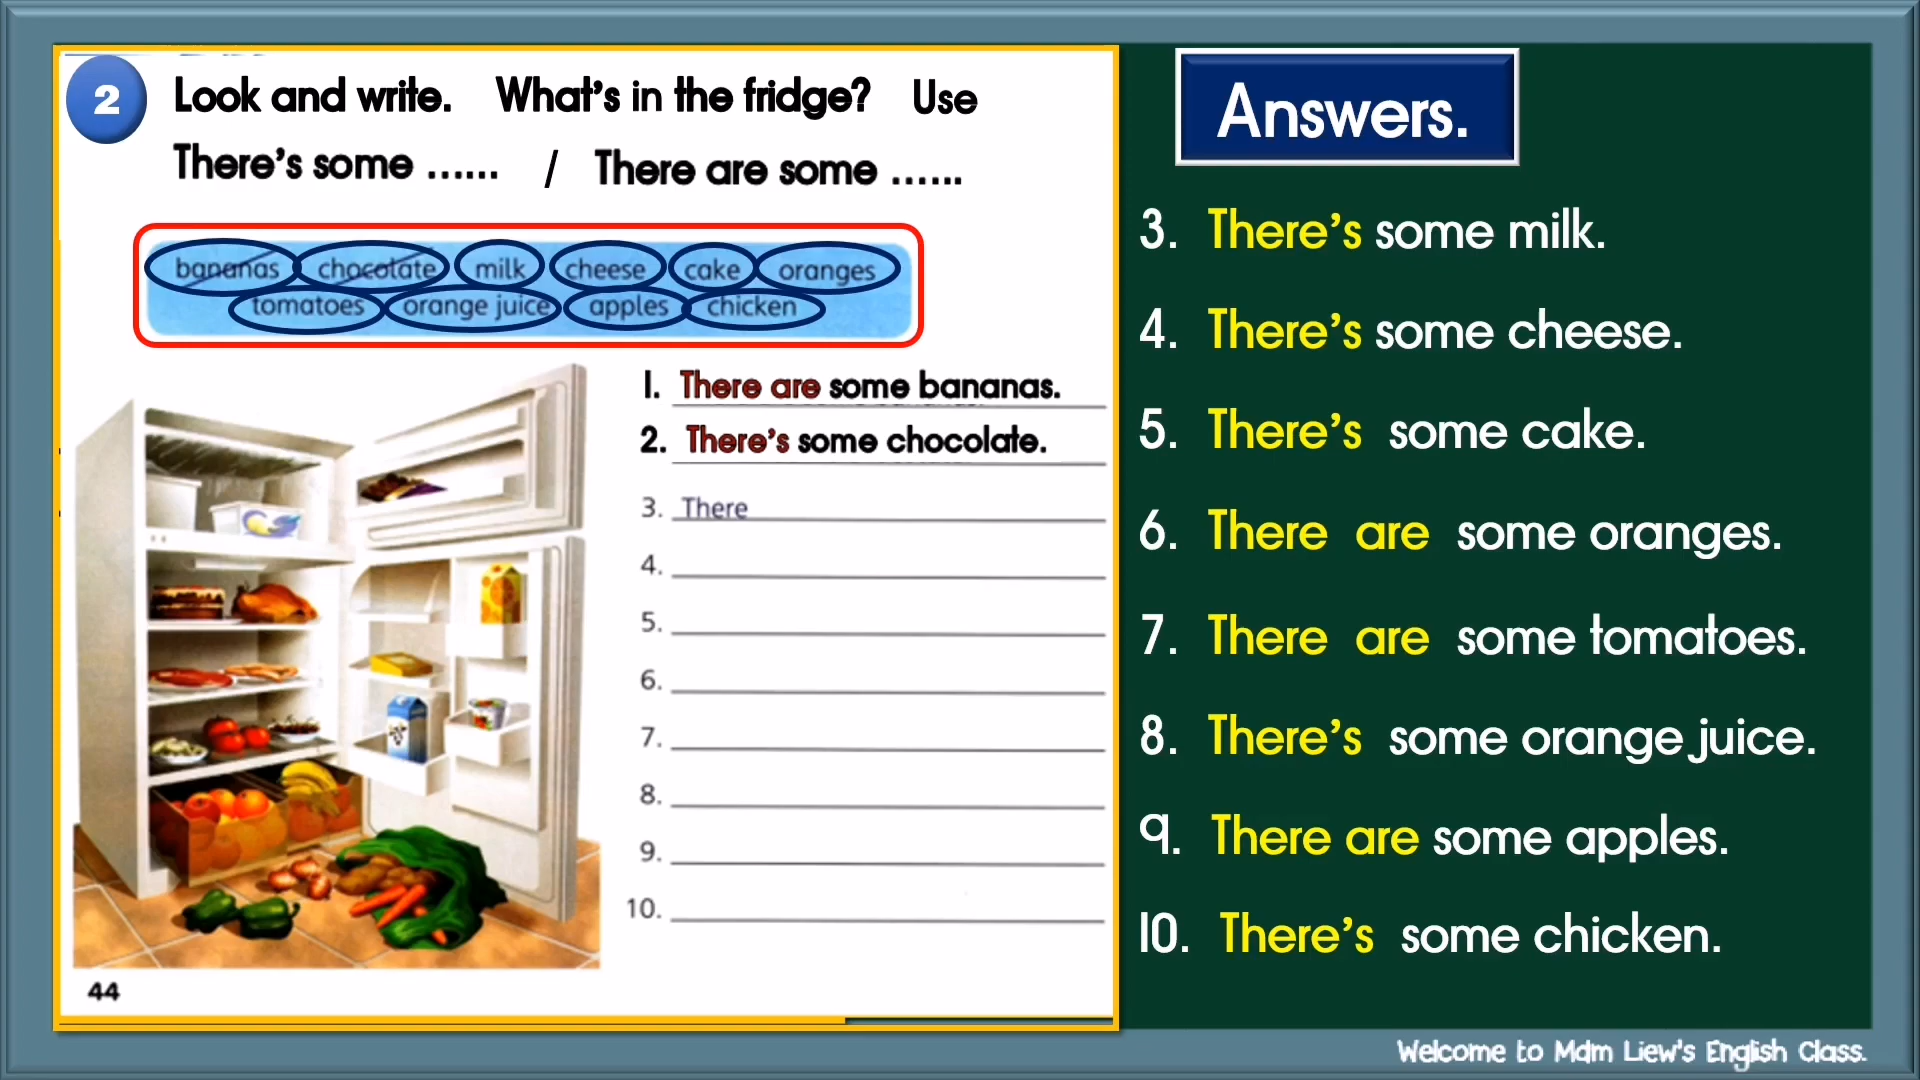 2
Look and write. What's in the fridge? Use
There's some ...... / There are some ......
bananas chocolate milk cheese cake oranges
tomatoes orange juice apples chicken
1. There are some bananas.
2. There's some chocolate.
3. There
4.
5.
6.
7.
8.
9.
10.
44
Answers.
3. There's some milk.
4. There's some cheese.
5. There's some cake.
6. There are some oranges.
7. There are some tomatoes.
8. There's some orange juice.
9. There are some apples.
10. There's some chicken.
Welcome to Mdm Liew's English Class.